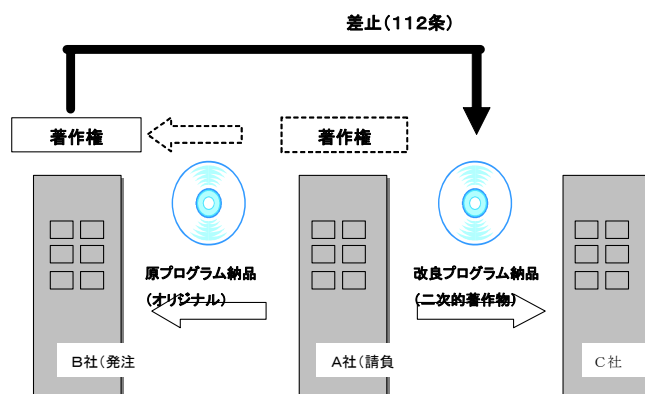 差止（112条）
著作権
著作権
原プログラム納品
（オリジナル）
改良プログラム納品
（二次的著作物）
B社（発注
A社（請負
C社